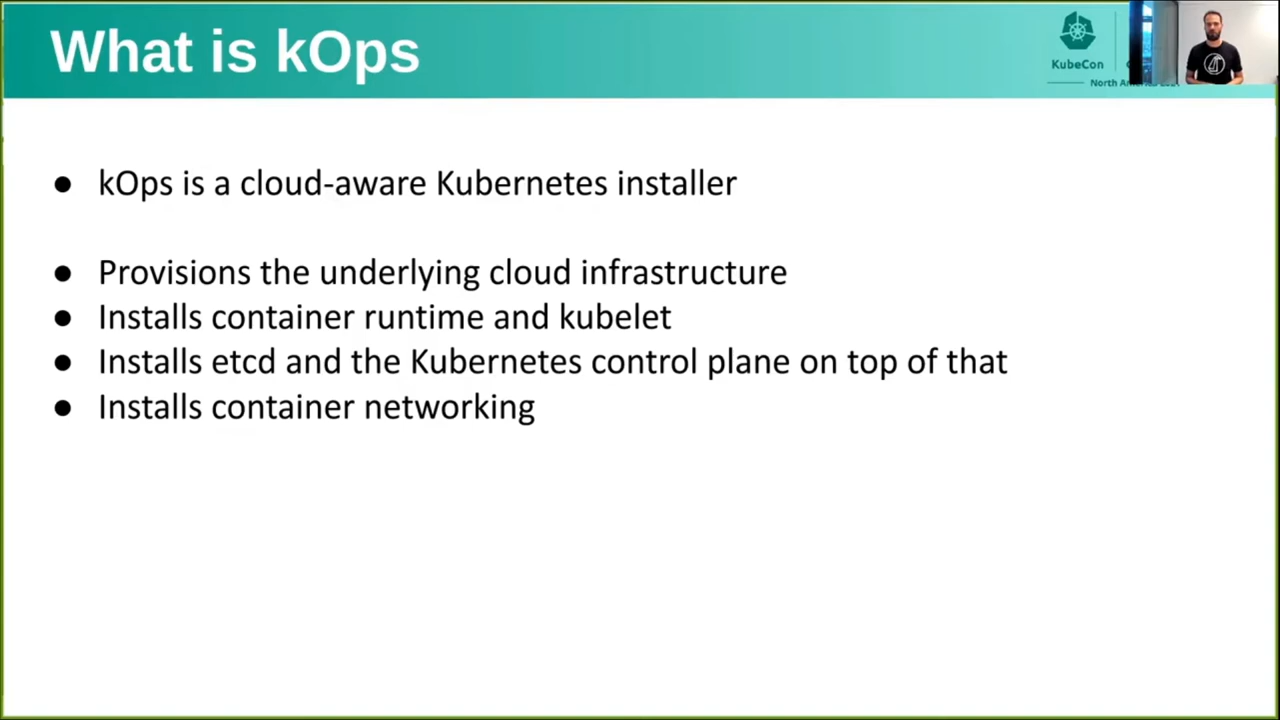 What is kOps
KubeCon
North
● kOps is a cloud-aware Kubernetes installer
● Provisions the underlying cloud infrastructure
● Installs container runtime and kubelet
● Installs etcd and the Kubernetes control plane on top of that
● Installs container networking